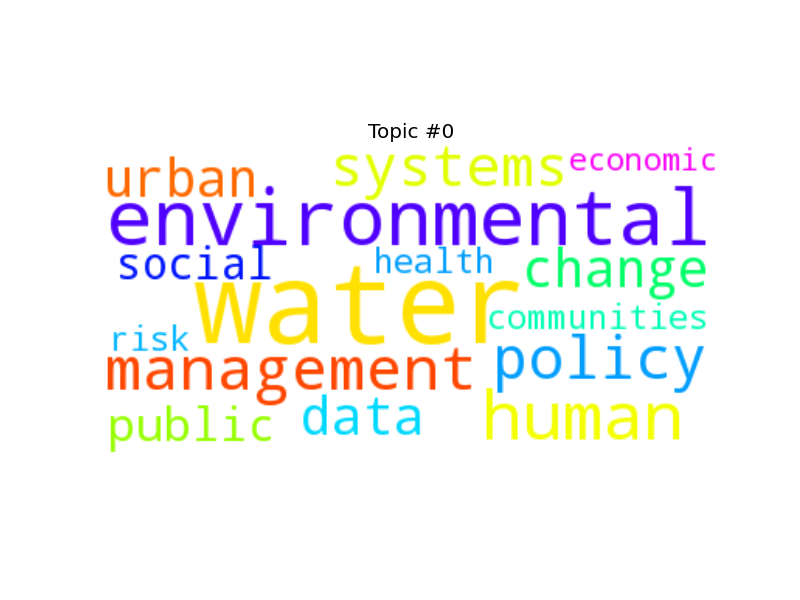 Topic #0
urban systems economic
environmental
social health change
water communities
risk
management policy
public data human